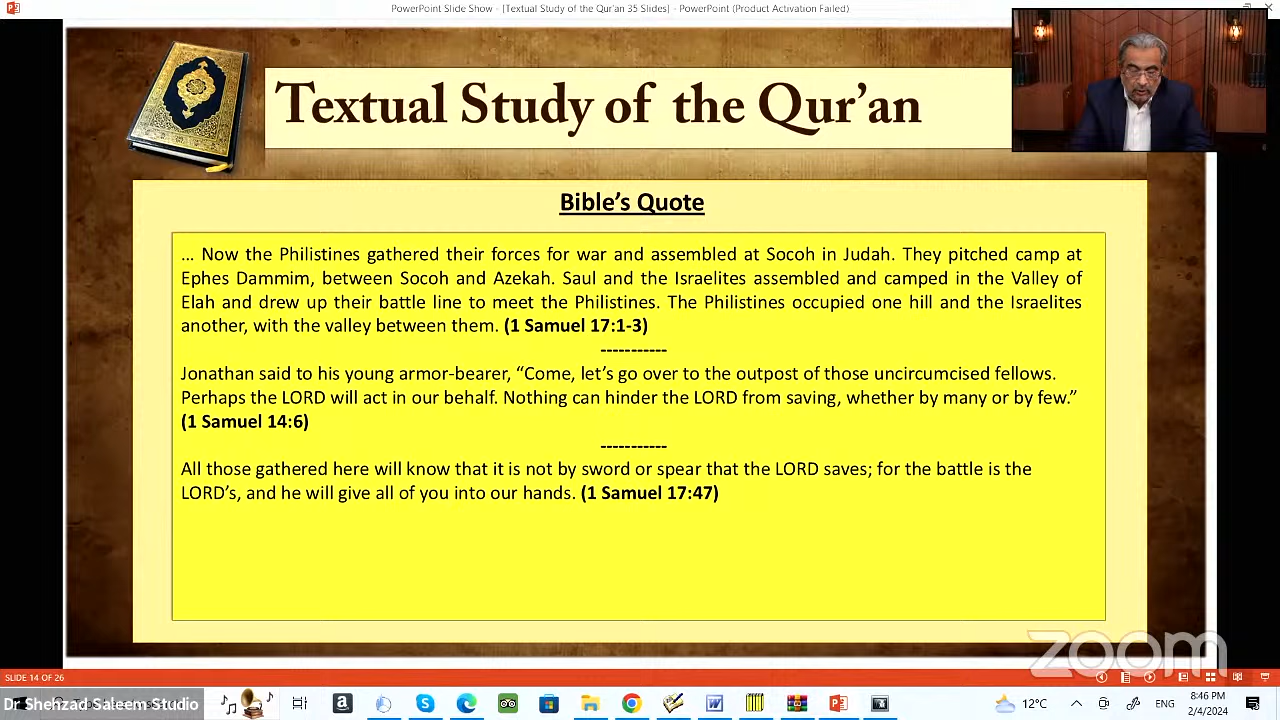 PowerPoint Slide Show - [Textual Study of the Qur'an 35 Slides] - PowerPoint (Product Activation Failed)
Textual Study of the Qur’an
Bible’s Quote
... Now the Philistines gathered their forces for war and assembled at Socoh in Judah. They pitched camp at
Ephes Dammim, between Socoh and Azekah. Saul and the Israelites assembled and camped in the Valley of
Elah and drew up their battle line to meet the Philistines. The Philistines occupied one hill and the Israelites
another, with the valley between them. (1 Samuel 17:1-3)
-----------
Jonathan said to his young armor-bearer, “Come, let’s go over to the outpost of those uncircumcised fellows.
Perhaps the LORD will act in our behalf. Nothing can hinder the LORD from saving, whether by many or by few.”
(1 Samuel 14:6)
-----------
All those gathered here will know that it is not by sword or spear that the LORD saves; for the battle is the
LORD’s, and he will give all of you into our hands. (1 Samuel 17:47)
zoom
SLIDE 14 OF 26
Dr Shehzad Saleem Studio
12°C
ENG
8:46 PM
2/4/2024